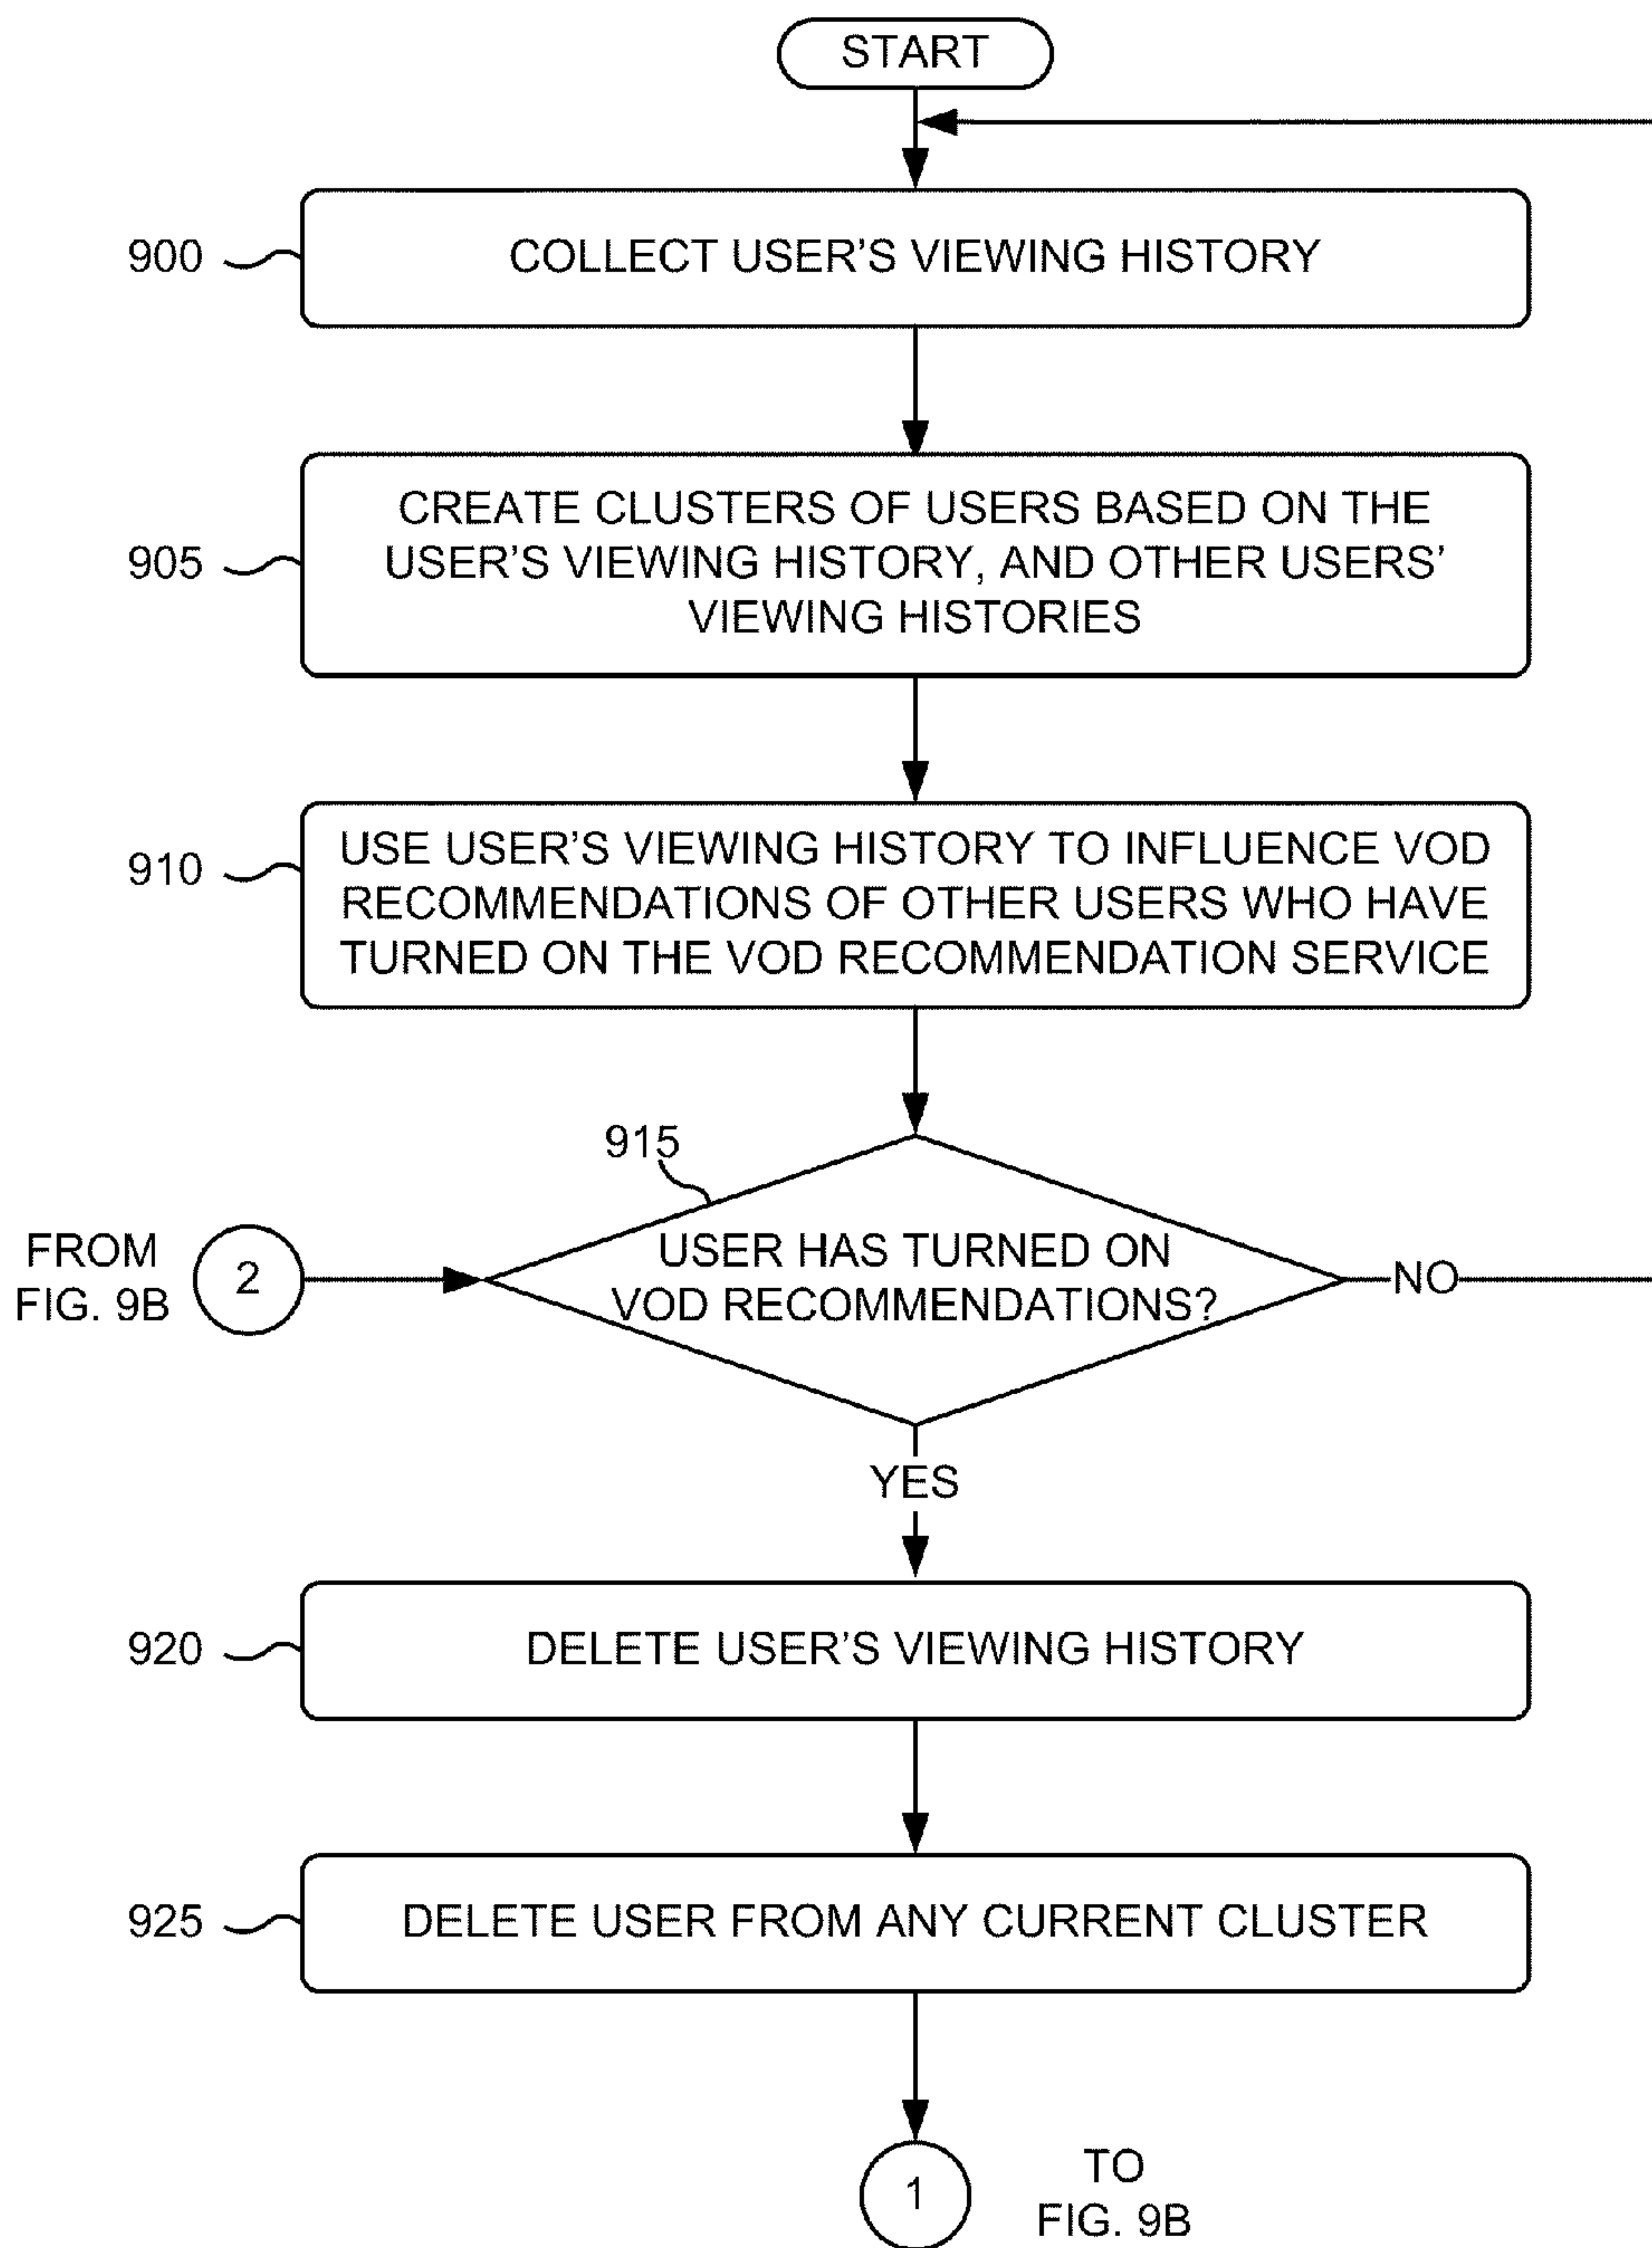 START
900
COLLECT USER'S VIEWING HISTORY
905
CREATE CLUSTERS OF USERS BASED ON THE
USER'S VIEWING HISTORY, AND OTHER USERS'
VIEWING HISTORIES
910
USE USER'S VIEWING HISTORY TO INFLUENCE VOD
RECOMMENDATIONS OF OTHER USERS WHO HAVE
TURNED ON THE VOD RECOMMENDATION SERVICE
915
FROM
FIG. 9B
2
USER HAS TURNED ON
VOD RECOMMENDATIONS?
NO
YES
920
DELETE USER'S VIEWING HISTORY
925
DELETE USER FROM ANY CURRENT CLUSTER
1
TO
FIG. 9B